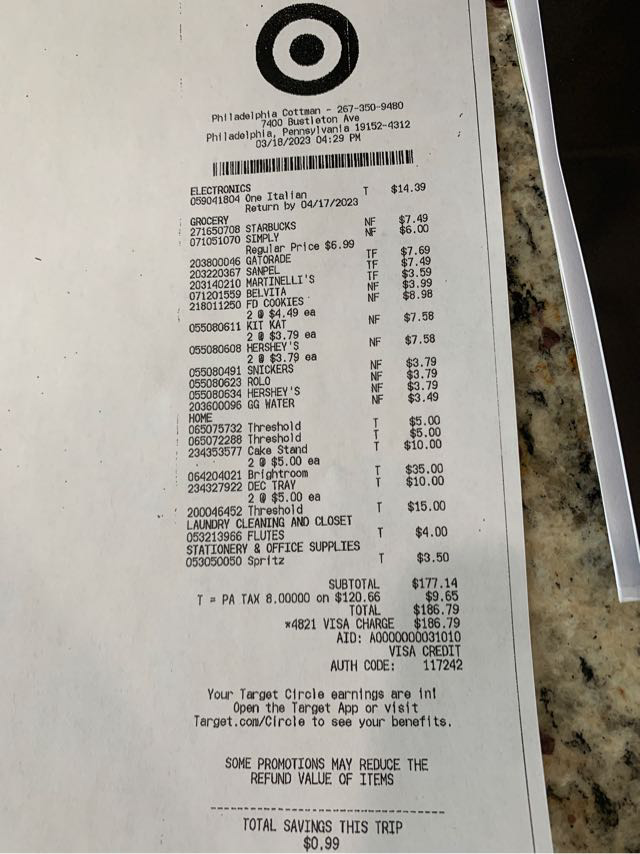 Philadelphia Cottman - 267-350-9480
7400 Bustleton Ave
Philadelphia, Pennsylvania 19152-4312
03/18/2023 04:29 PM
ELECTRONICS
059041804 One Italian T $14.39
Return by 04/17/2023
GROCERY
271650708 STARBUCKS NF $7.49
071051070 SIMPLY NF $6.00
Regular Price $6.99
203800046 GATORADE TF $7.69
203220367 SANPEL TF $7.49
203140210 MARTINELLI'S TF $3.59
071201559 BELVITA NF $3.99
218011250 FD COOKIES NF $8.98
2 @ $4.49 ea
055080611 KIT KAT NF $7.58
2 @ $3.79 ea
055080608 HERSHEY'S NF $7.58
2 @ $3.79 ea
055080491 SNICKERS NF $3.79
055080623 ROLO NF $3.79
055080634 HERSHEY'S NF $3.79
203600096 GG WATER NF $3.49
HOME
065075732 Threshold T $5.00
065072288 Threshold T $5.00
234353577 Cake Stand T $10.00
2 @ $5.00 ea
064204021 Brightroom T $35.00
234327922 DEC TRAY T $10.00
2 @ $5.00 ea
200046452 Threshold T $15.00
LAUNDRY CLEANING AND CLOSET
053213966 FLUTES T $4.00
STATIONERY & OFFICE SUPPLIES
053050050 Spritz T $3.50
SUBTOTAL $177.14
T = PA TAX 8.00000 on $120.66 $9.65
TOTAL $186.79
*4821 VISA CHARGE $186.79
AID: A0000000031010
VISA CREDIT
AUTH CODE: 117242
Your Target Circle earnings are in!
Open the Target App or visit
Target.com/Circle to see your benefits.
SOME PROMOTIONS MAY REDUCE THE
REFUND VALUE OF ITEMS
TOTAL SAVINGS THIS TRIP
$0.99